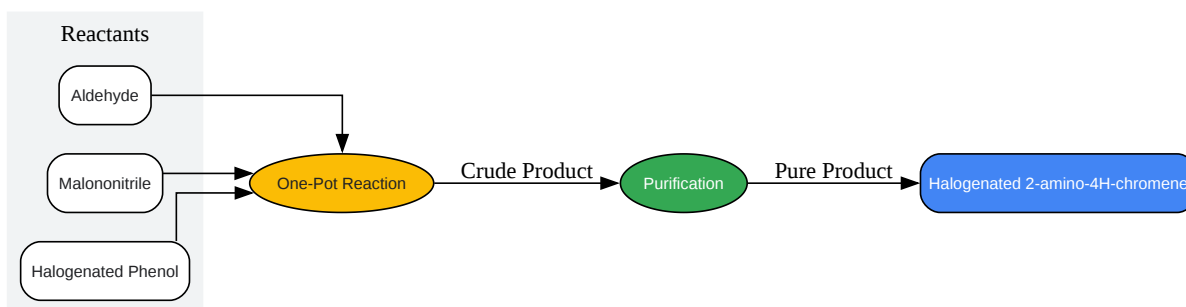 Reactants
Aldehyde
Malononitrile
Halogenated Phenol
One-Pot Reaction
Crude Product
Purification
Pure Product
Halogenated 2-amino-4H-chromene